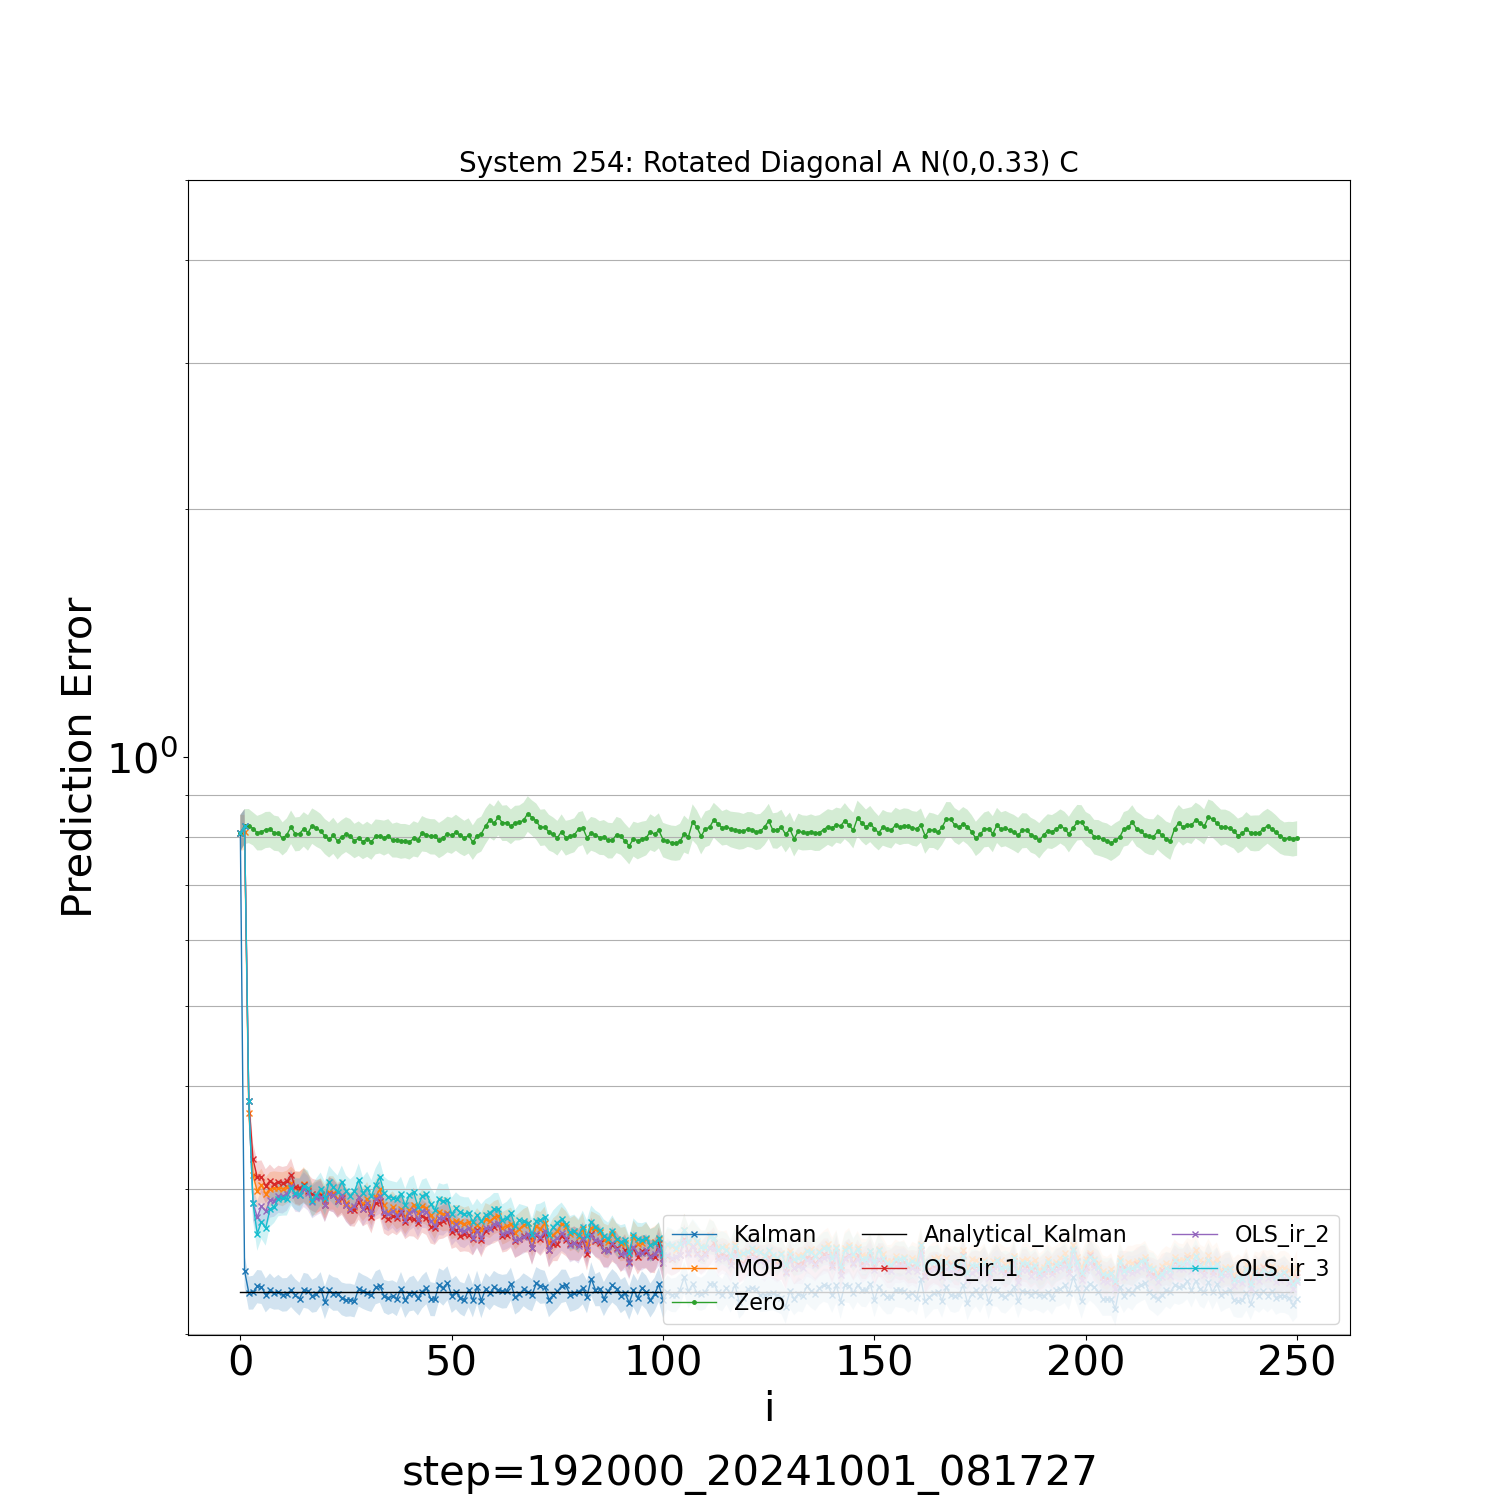 System 254: Rotated Diagonal A N(0,0.33) C
Prediction Error
10⁰
Kalman
MOP
Zero
Analytical_Kalman
OLS_ir_1
OLS_ir_2
OLS_ir_3
0 50 100 150 200 250
i
step=192000_20241001_081727